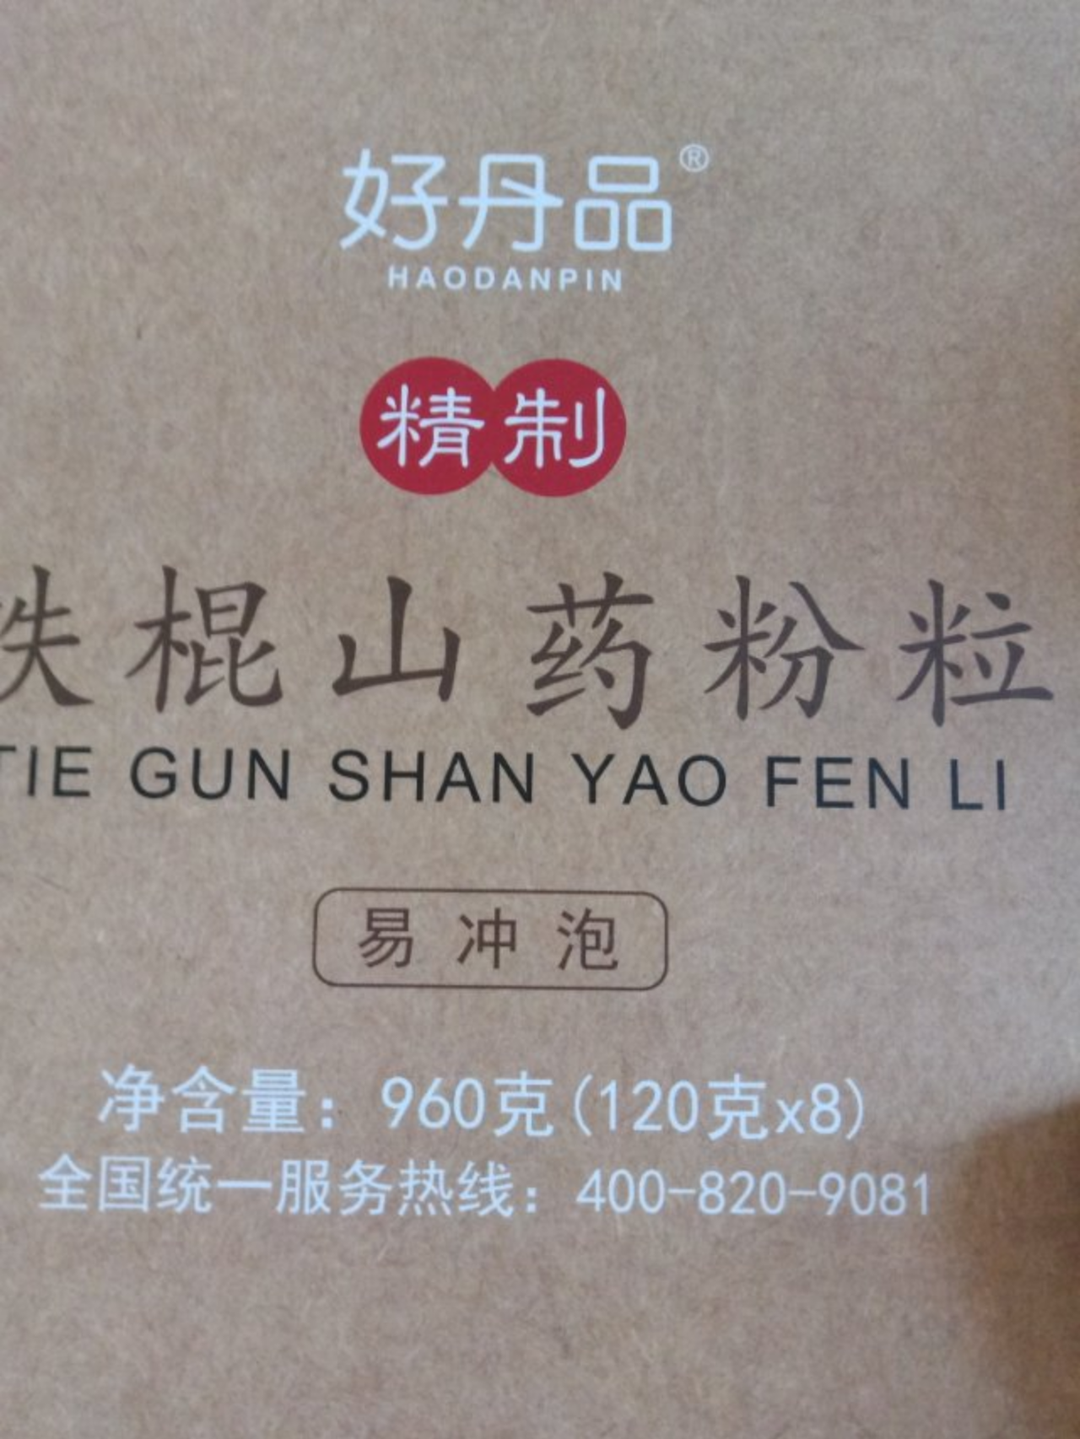 好丹品®
HAODANPIN
精制
铁棍山药粉粒
TIE GUN SHAN YAO FEN LI
易冲泡
净含量：960克(120克x8)
全国统一服务热线：400-820-9081